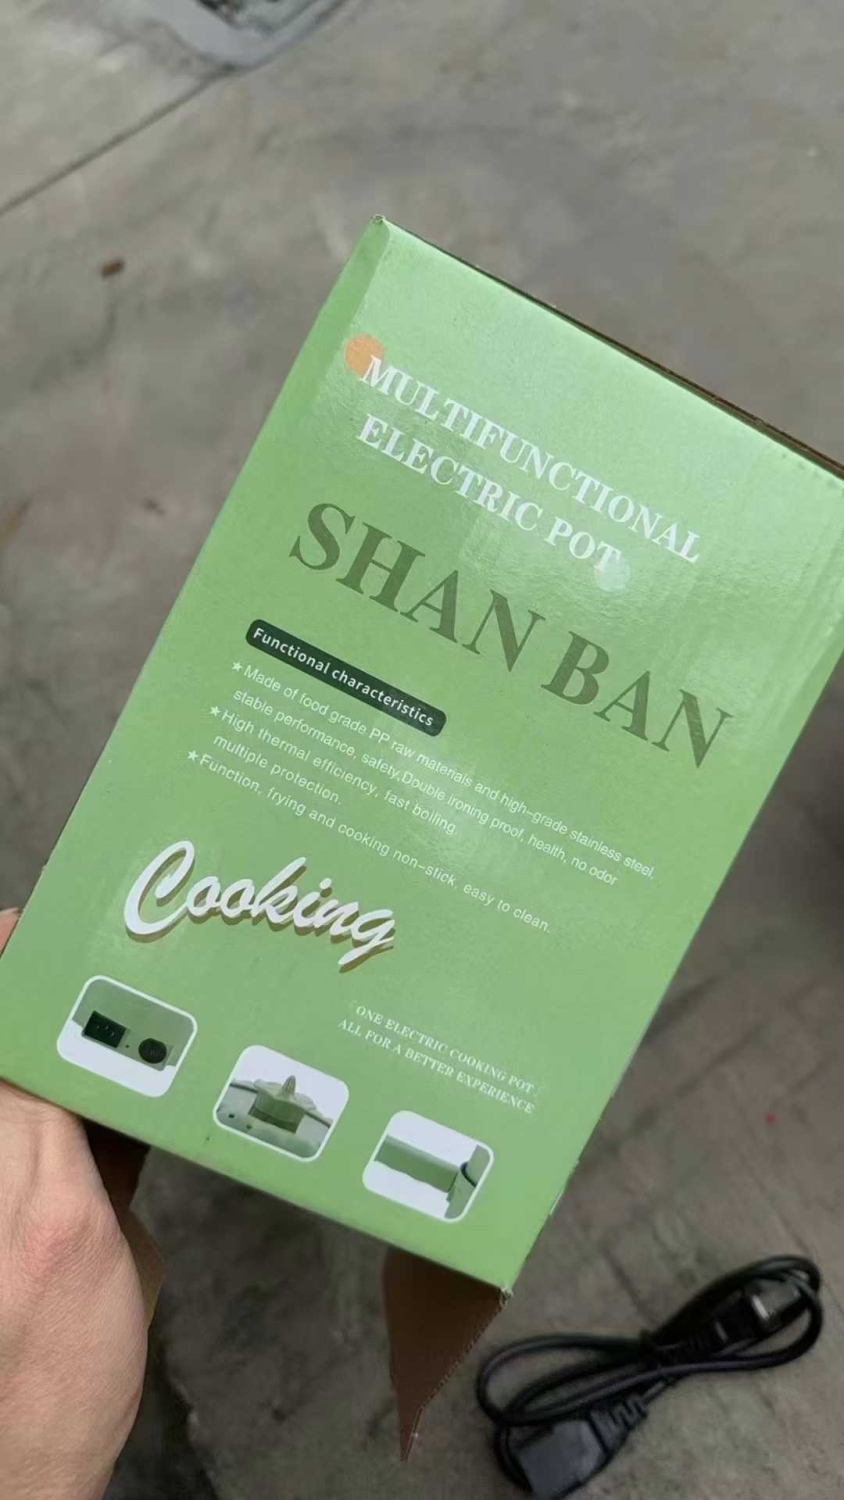 MULTIFUNCTIONAL
ELECTRIC POT
SHAN BAN
Functional characteristics
★Made of food grade PP raw materials and high-grade stainless steel,
stable performance, safety,Double ironing proof, health, no odor
★High thermal efficiency, fast boiling
multiple protection.
★Function, frying and cooking non-stick, easy to clean.
Cooking
ONE ELECTRIC COOKING POT
ALL FOR A BETTER EXPERIENCE